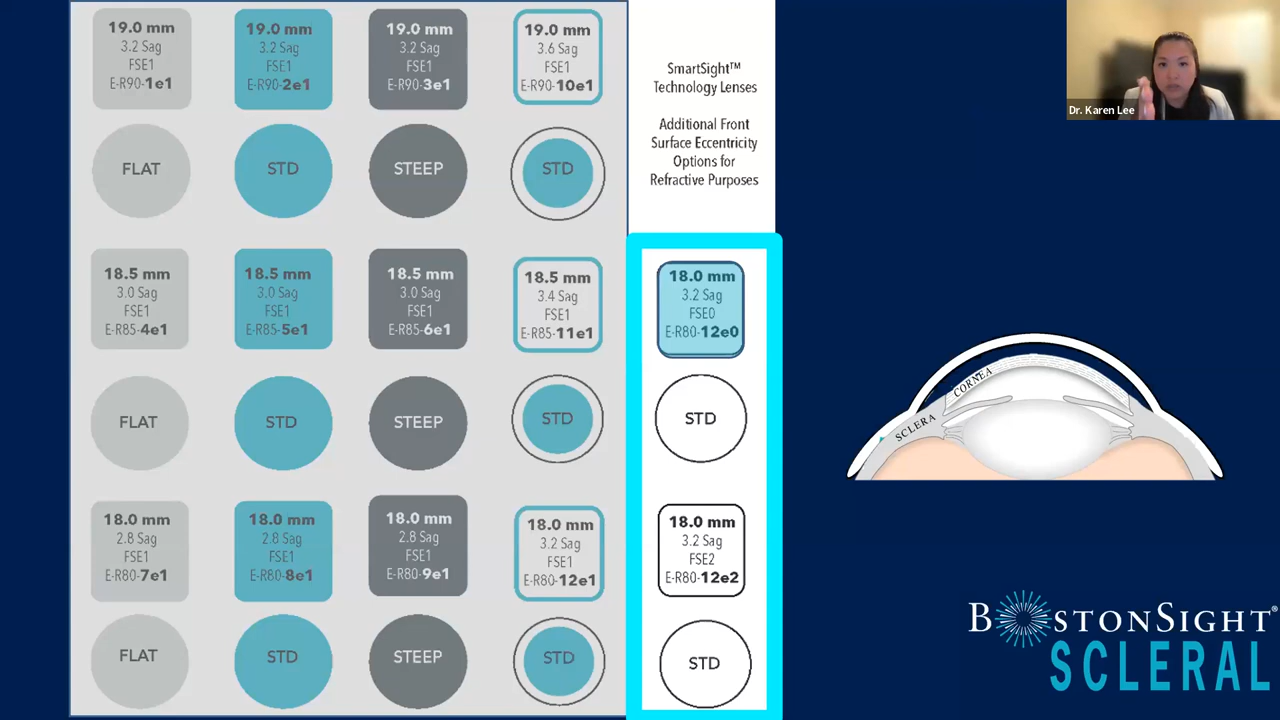 19.0 mm
3.2 Sag
FSE1
E-R90-1e1
19.0 mm
3.2 Sag
FSE1
E-R90-2e1
19.0 mm
3.2 Sag
FSE1
E-R90-3e1
19.0 mm
3.6 Sag
FSE1
E-R90-10e1
FLAT
STD
STEEP
STD
SmartSight™
Technology Lenses
Additional Front
Surface Eccentricity
Options for
Refractive Purposes
18.5 mm
3.0 Sag
FSE1
E-R85-4e1
18.5 mm
3.0 Sag
FSE1
E-R85-5e1
18.5 mm
3.0 Sag
FSE1
E-R85-6e1
18.5 mm
3.4 Sag
FSE1
E-R85-11e1
18.0 mm
3.2 Sag
FSE0
E-R80-12e0
FLAT
STD
STEEP
STD
STD
18.0 mm
2.8 Sag
FSE1
E-R80-7e1
18.0 mm
2.8 Sag
FSE1
E-R80-8e1
18.0 mm
2.8 Sag
FSE1
E-R80-9e1
18.0 mm
3.2 Sag
FSE1
E-R80-12e1
18.0 mm
3.2 Sag
FSE2
E-R80-12e2
FLAT
STD
STEEP
STD
STD
Dr. Karen Lee
CORNEA
SCLERA
BOSTONSIGHT®
SCLERAL